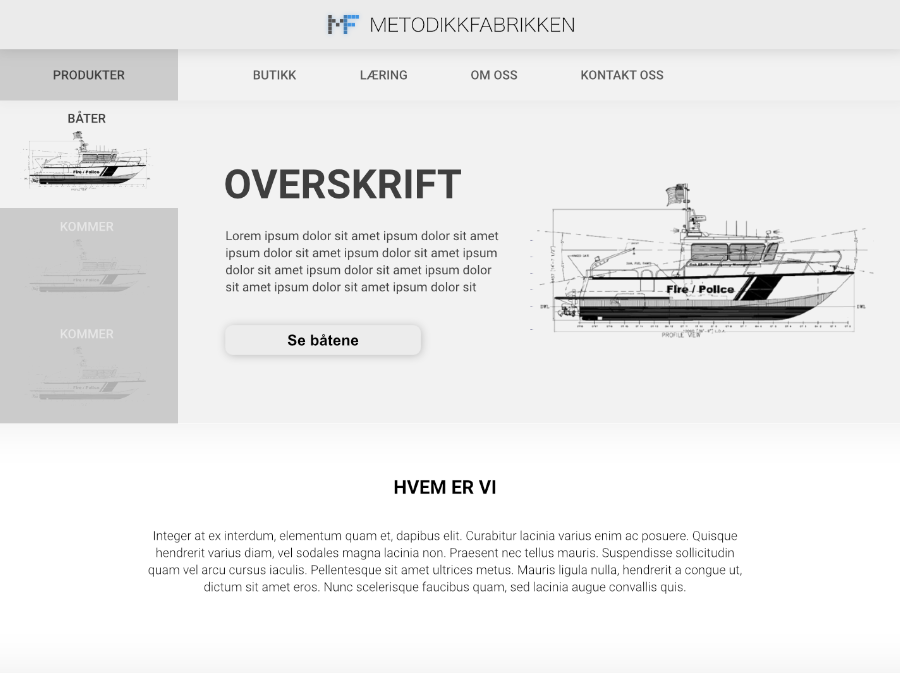 MF METODIKKFABRIKKEN
PRODUKTER
BUTIKK
LÆRING
OM OSS
KONTAKT OSS
BÅTER
Fire / Police
KOMMER
Fire / Police
KOMMER
Fire / Police
OVERSKRIFT
Lorem ipsum dolor sit amet ipsum dolor sit amet
ipsum dolor sit amet ipsum dolor sit amet ipsum
dolor sit amet ipsum dolor sit amet ipsum dolor
sit amet ipsum dolor sit amet ipsum dolor sit
Se båtene
Fire / Police
DWL
DWL
PROFILE VIEW
HVEM ER VI
Integer at ex interdum, elementum quam et, dapibus elit. Curabitur lacinia varius enim ac posuere. Quisque
hendrerit varius diam, vel sodales magna lacinia non. Praesent nec tellus mauris. Suspendisse sollicitudin
quam vel arcu cursus iaculis. Pellentesque sit amet ultrices metus. Mauris ligula nulla, hendrerit a congue ut,
dictum sit amet eros. Nunc scelerisque faucibus quam, sed lacinia augue convallis quis.